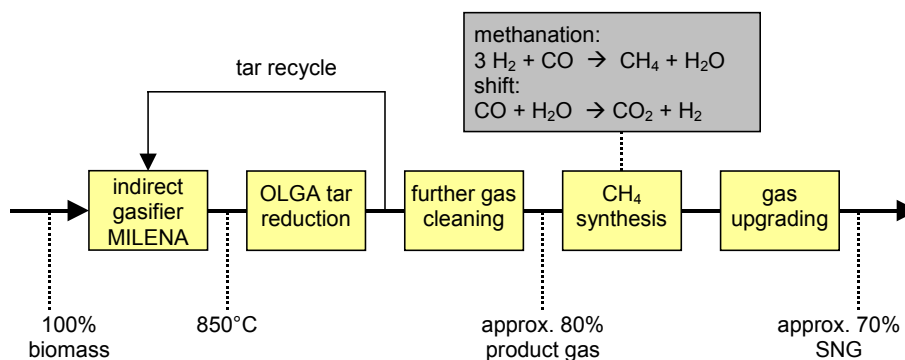 methanation:
3 H₂ + CO → CH₄ + H₂O
shift:
CO + H₂O → CO₂ + H₂
tar recycle
indirect
gasifier
MILENA
OLGA tar
reduction
further gas
cleaning
CH₄
synthesis
gas
upgrading
100%
biomass
850°C
approx. 80%
product gas
approx. 70%
SNG